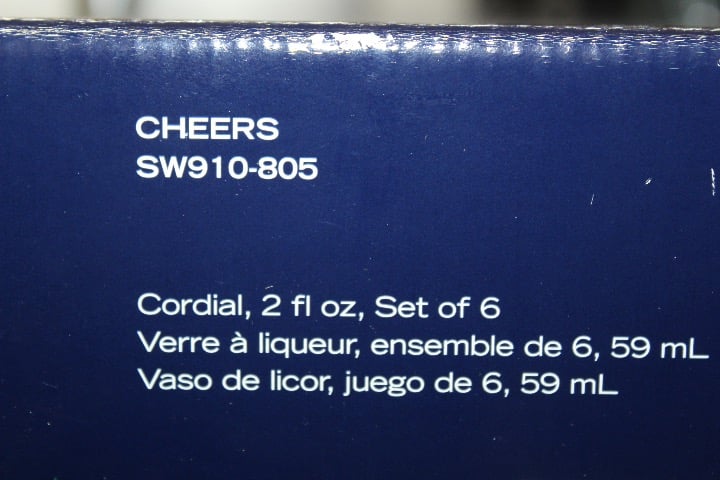 CHEERS
SW910-805
Cordial, 2 fl oz, Set of 6
Verre à liqueur, ensemble de 6, 59 mL
Vaso de licor, juego de 6, 59 mL